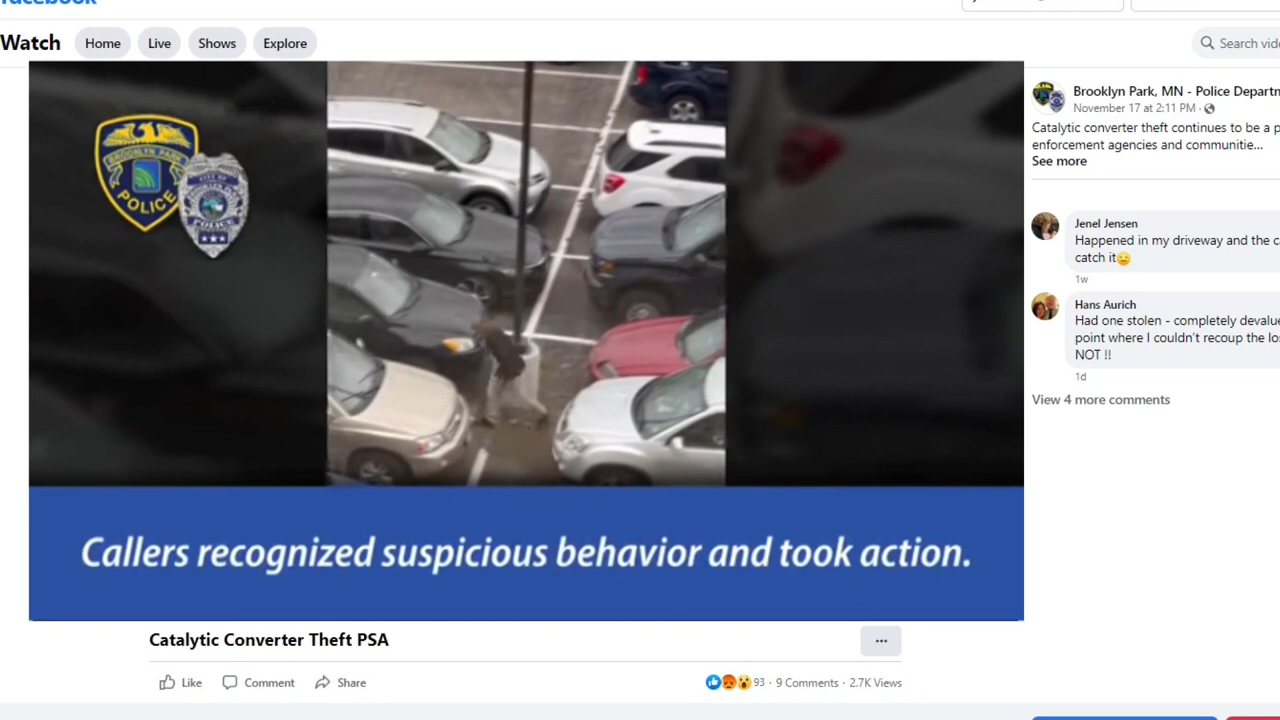 facebook
Watch
Home
Live
Shows
Explore
Search vide
BROOKLYN PARK
POLICE
CITY OF
POLICE
Callers recognized suspicious behavior and took action.
Catalytic Converter Theft PSA
Like
Comment
Share
93 · 9 Comments · 2.7K Views
Brooklyn Park, MN - Police Departm
November 17 at 2:11 PM ·
Catalytic converter theft continues to be a p
enforcement agencies and communitie...
See more
Jenel Jensen
Happened in my driveway and the c
catch it😑
1w
Hans Aurich
Had one stolen - completely devalue
point where I couldn't recoup the los
NOT !!
1d
View 4 more comments